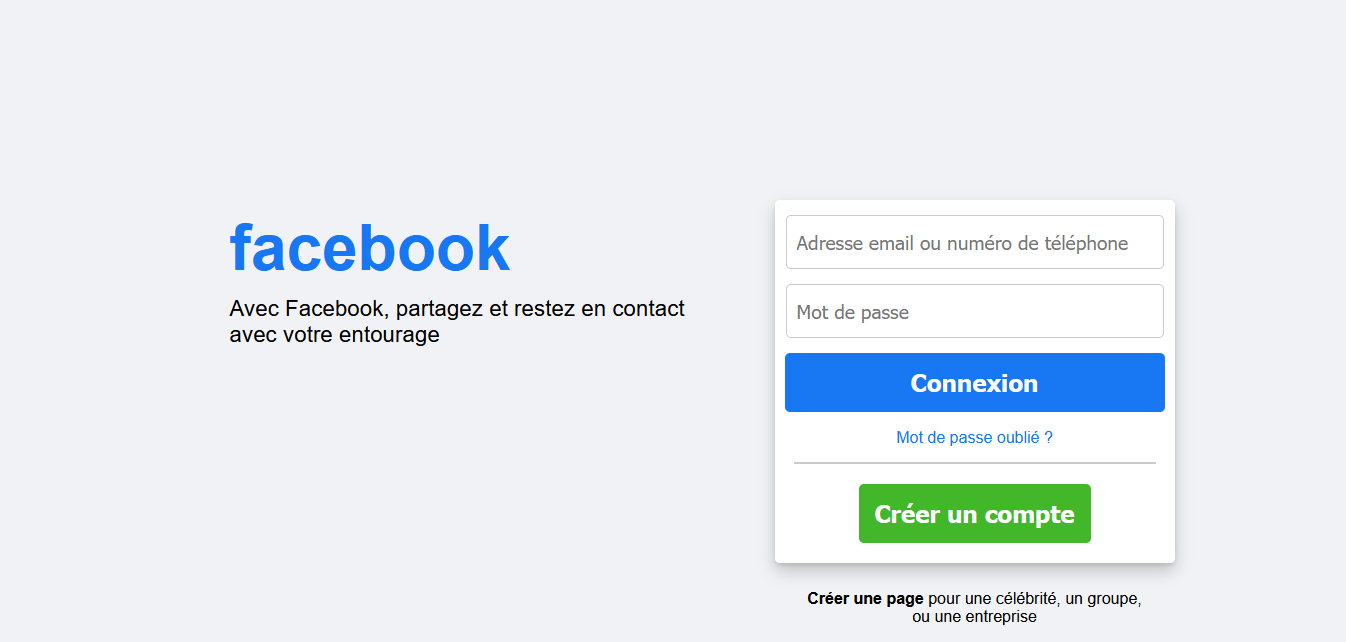 facebook
Avec Facebook, partagez et restez en contact
avec votre entourage
Adresse email ou numéro de téléphone
Mot de passe
Connexion
Mot de passe oublié ?
Créer un compte
Créer une page pour une célébrité, un groupe,
ou une entreprise